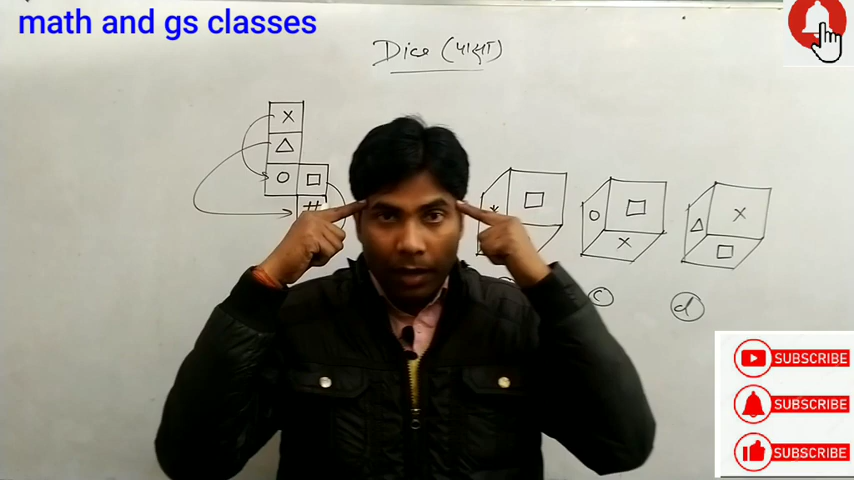 math and gs classes
Dice (पासा)
X
△
○ □
#
* □
○ □ X
△ X □
c
d
SUBSCRIBE
SUBSCRIBE
SUBSCRIBE